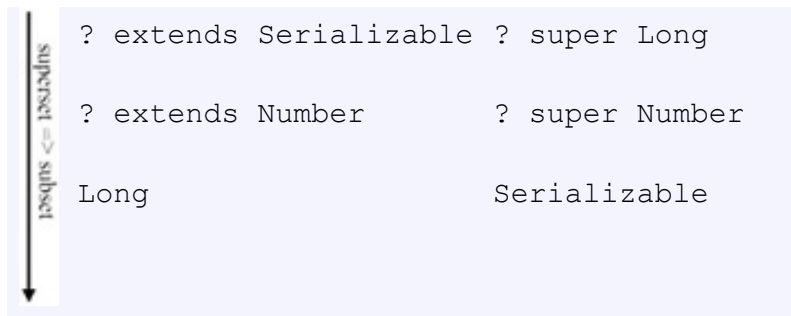 superset => subset
? extends Serializable ? super Long
? extends Number ? super Number
Long Serializable